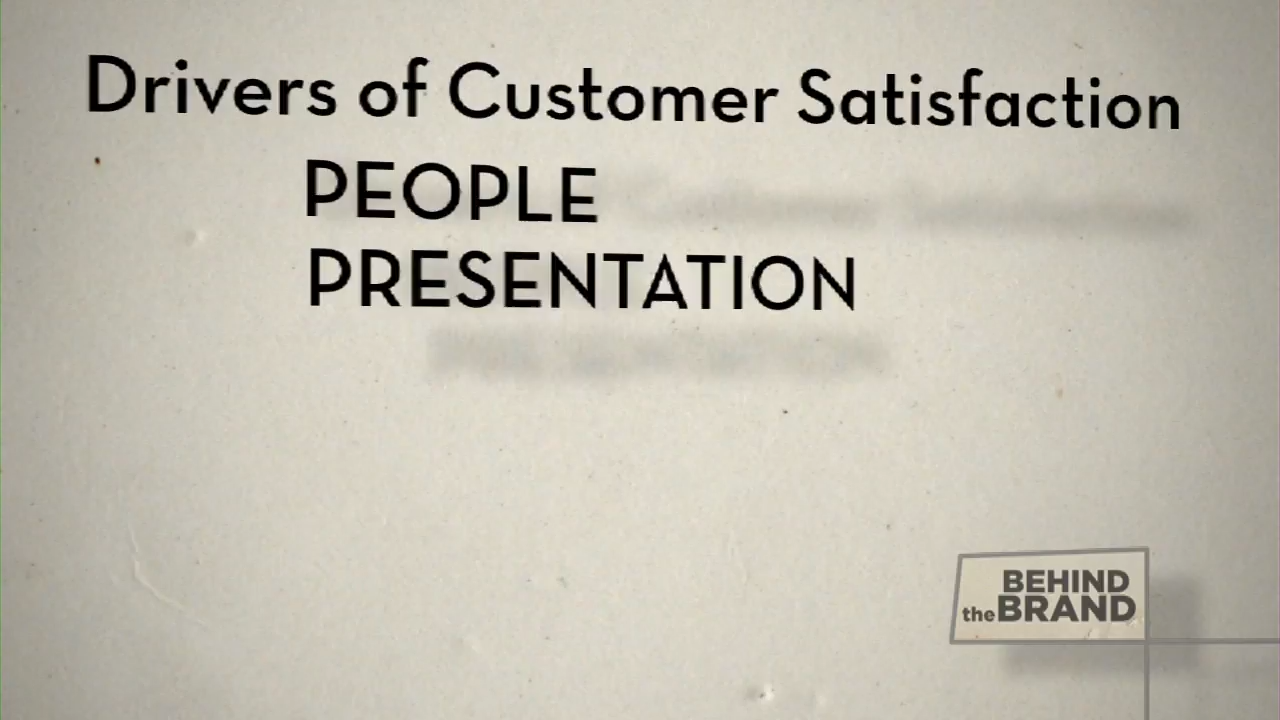 Drivers of Customer Satisfaction
PEOPLE
PRESENTATION
BEHIND
the BRAND